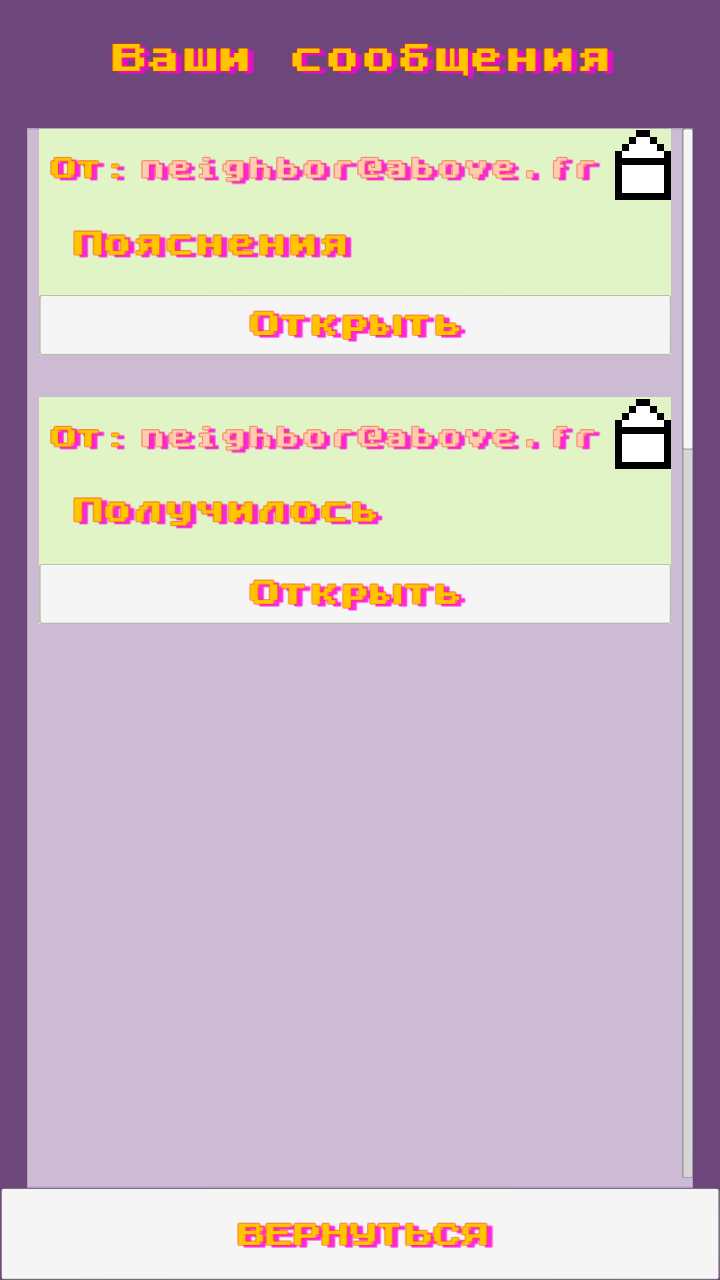 Ваши сообщения
От: neighbor@above.fr
Пояснения
Открыть
От: neighbor@above.fr
Получилось
Открыть
ВЕРНУТЬСЯ